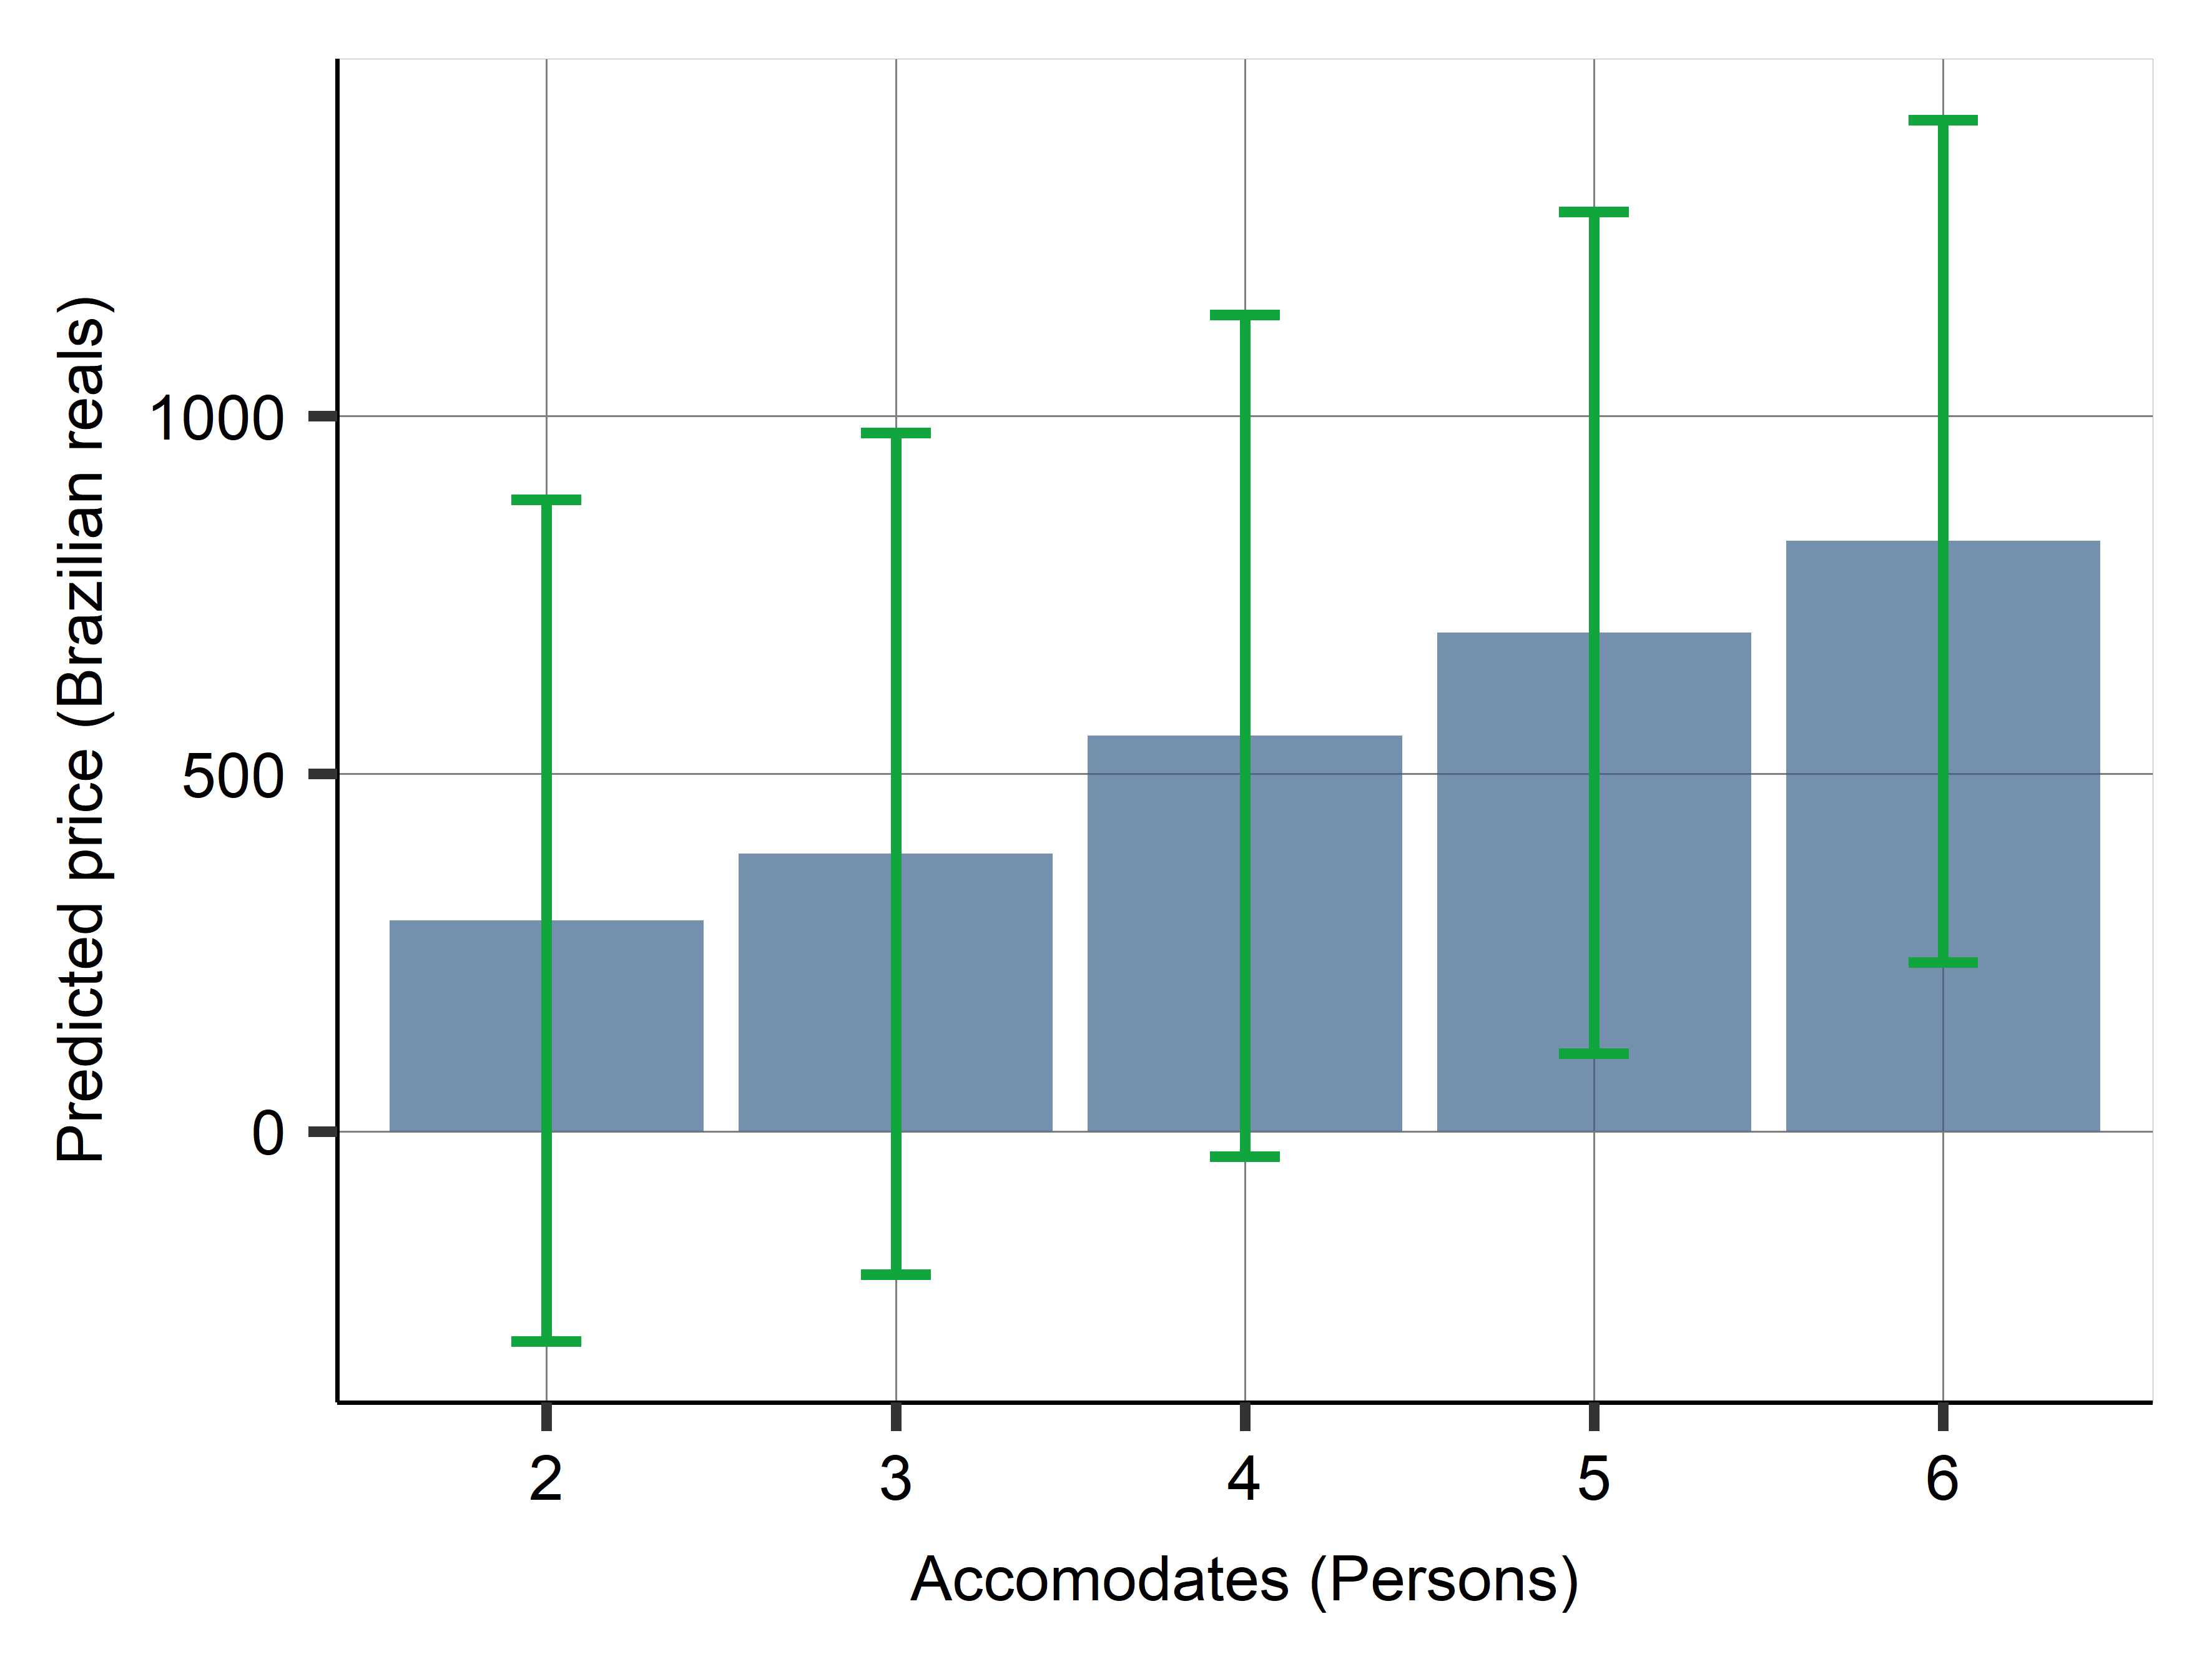 Predicted price (Brazilian reals)
1000
500
0
2 3 4 5 6
Accomodates (Persons)